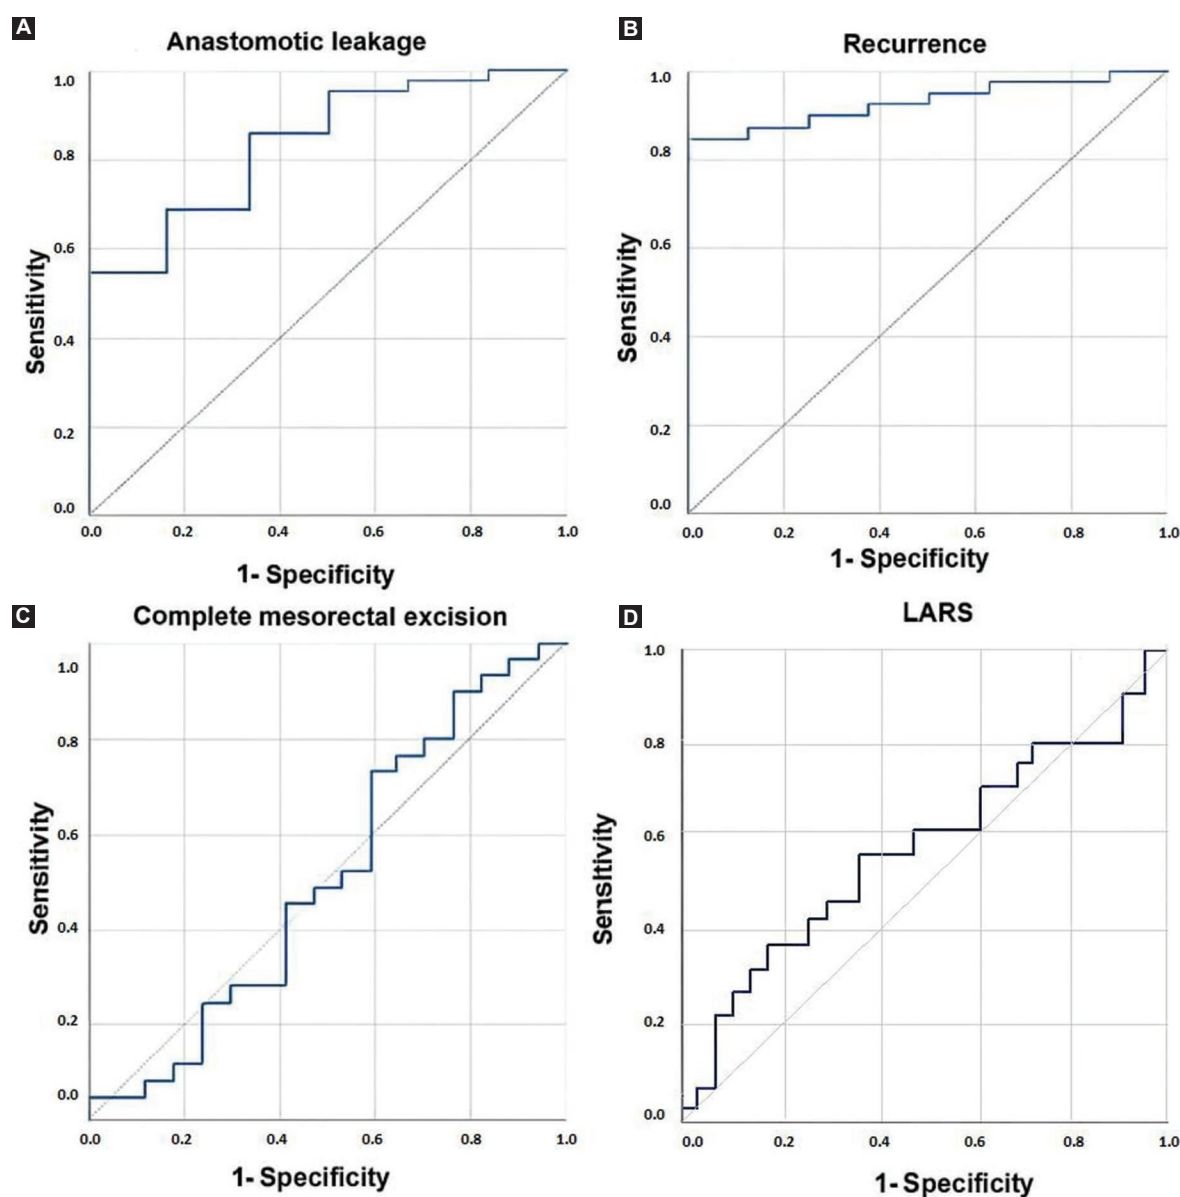 A
Anastomotic leakage
1.0
0.8
0.6
0.4
0.2
0.0
Sensitivity
0.0 0.2 0.4 0.6 0.8 1.0
1- Specificity
B
Recurrence
1.0
0.8
0.6
0.4
0.2
0.0
Sensitivity
0.0 0.2 0.4 0.6 0.8 1.0
1- Specificity
C
Complete mesorectal excision
1.0
0.8
0.6
0.4
0.2
0.0
Sensitivity
0.0 0.2 0.4 0.6 0.8 1.0
1- Specificity
D
LARS
1.0
0.8
0.6
0.4
0.2
0.0
Sensitivity
0.0 0.2 0.4 0.6 0.8 1.0
1- Specificity